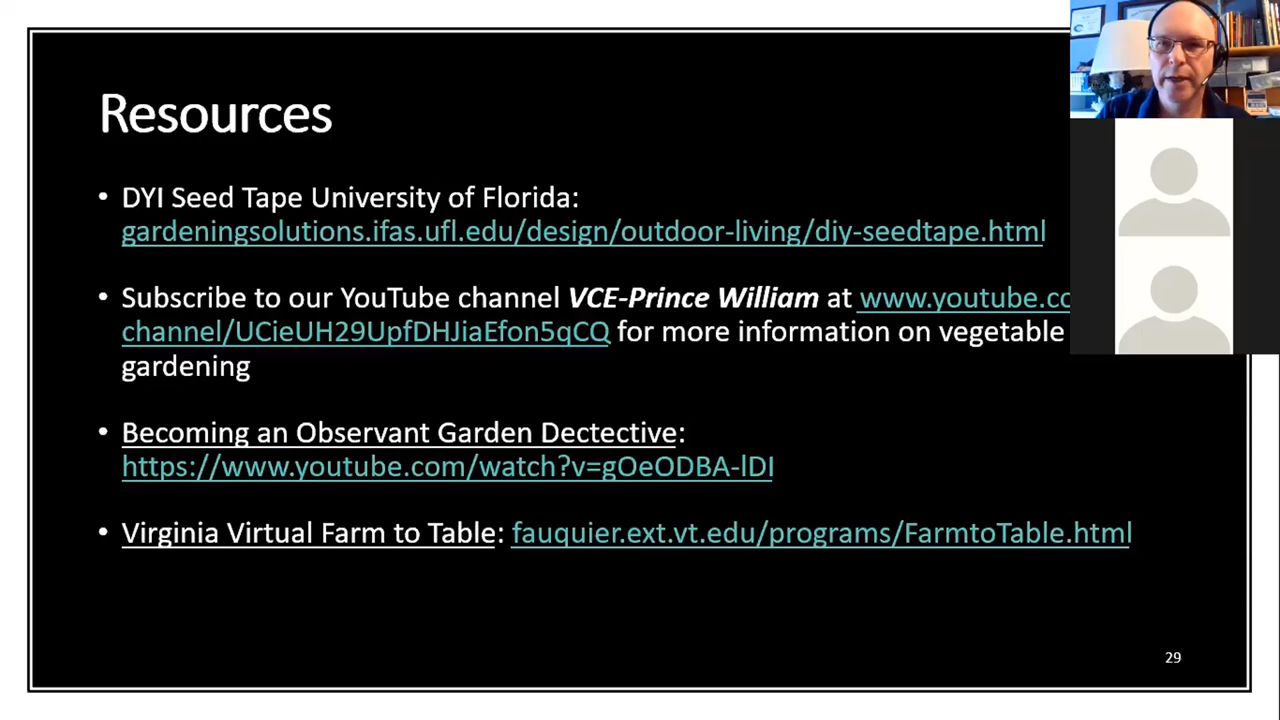 Resources
• DYI Seed Tape University of Florida:
gardeningsolutions.ifas.ufl.edu/design/outdoor-living/diy-seedtape.html
• Subscribe to our YouTube channel VCE-Prince William at www.youtube.co
channel/UCieUH29UpfDHJiaEfon5qCQ for more information on vegetable
gardening
• Becoming an Observant Garden Dectective:
https://www.youtube.com/watch?v=gOeODBA-lDI
• Virginia Virtual Farm to Table: fauquier.ext.vt.edu/programs/FarmtoTable.html
29